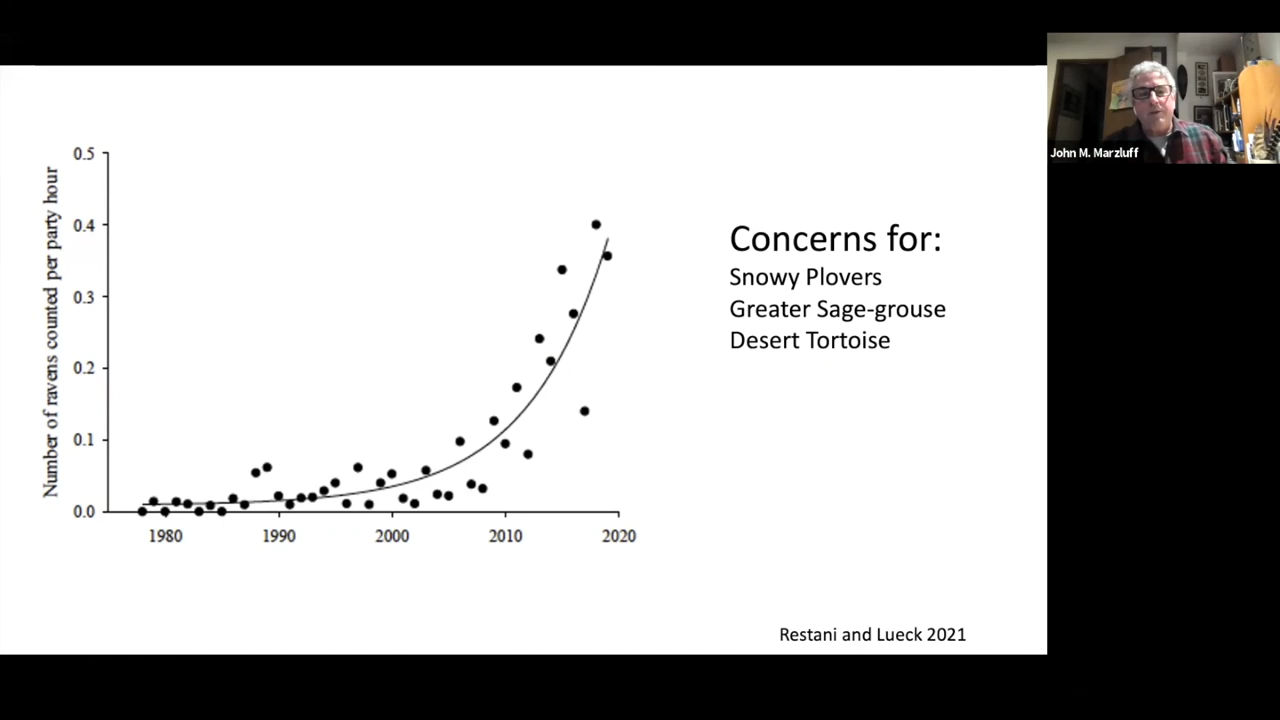 John M. Marzluff
Number of ravens counted per party hour
0.5
0.4
0.3
0.2
0.1
0.0
1980 1990 2000 2010 2020
Concerns for:
Snowy Plovers
Greater Sage-grouse
Desert Tortoise
Restani and Lueck 2021